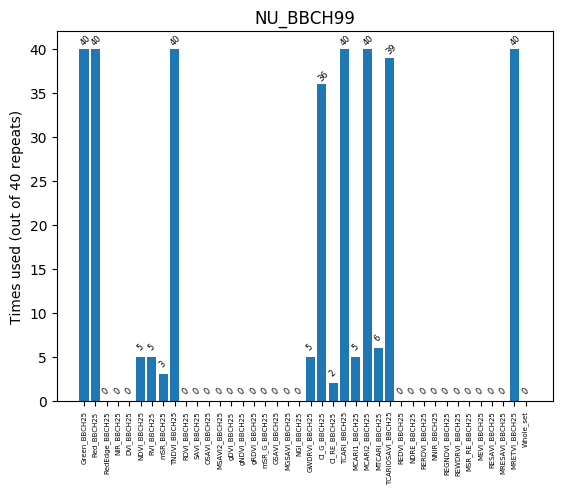 NU_BBCH99
Times used (out of 40 repeats)
40
35
30
25
20
15
10
5
0
40
40
0
0
0
5
5
3
40
0
0
0
0
0
0
0
0
0
0
0
5
36
2
40
5
40
6
39
0
0
0
0
0
0
0
0
0
0
40
0
Green_BBCH25
Red_BBCH25
RedEdge_BBCH25
NIR_BBCH25
DVI_BBCH25
NDVI_BBCH25
RVI_BBCH25
mSR_BBCH25
TNDVI_BBCH25
RDVI_BBCH25
SAVI_BBCH25
OSAVI_BBCH25
MSAVI2_BBCH25
gDVI_BBCH25
gNDVI_BBCH25
gRDVI_BBCH25
mSR_G_BBCH25
GSAVI_BBCH25
MGSAVI_BBCH25
NGI_BBCH25
GWDRVI_BBCH25
CI_G_BBCH25
CI_RE_BBCH25
TCARI_BBCH25
MCARI1_BBCH25
MCARI2_BBCH25
MTCARI_BBCH25
TCARIOSAVI_BBCH25
REDVI_BBCH25
NDRE_BBCH25
RERDVI_BBCH25
NNIR_BBCH25
REGNDVI_BBCH25
REWDRVI_BBCH25
MSR_RE_BBCH25
MEVI_BBCH25
RESAVI_BBCH25
MRESAVI_BBCH25
MRETVI_BBCH25
Whole_set